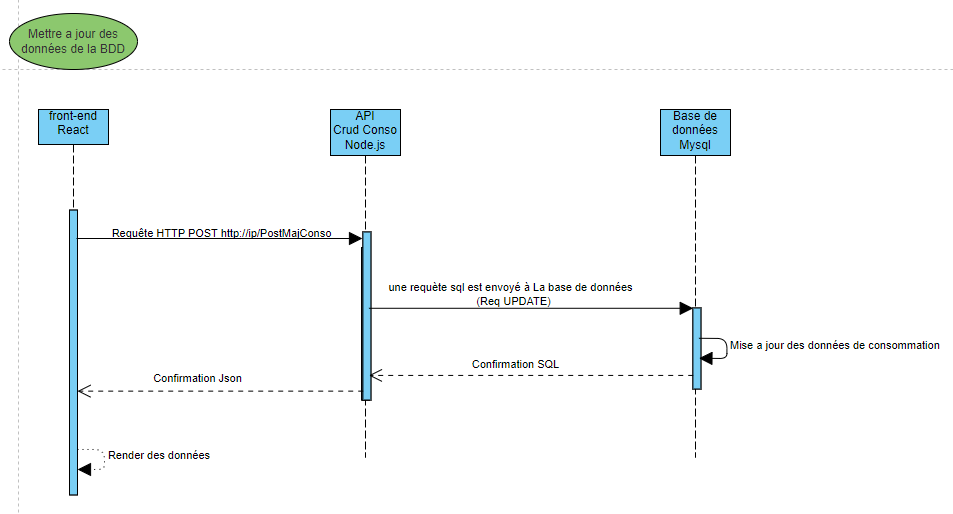 Mettre a jour des
données de la BDD
front-end
React
API
Crud Conso
Node.js
Base de
données
Mysql
Requête HTTP POST http://ip/PostMajConso
une requète sql est envoyé à La base de données
(Req UPDATE)
Mise a jour des données de consommation
Confirmation SQL
Confirmation Json
Render des données